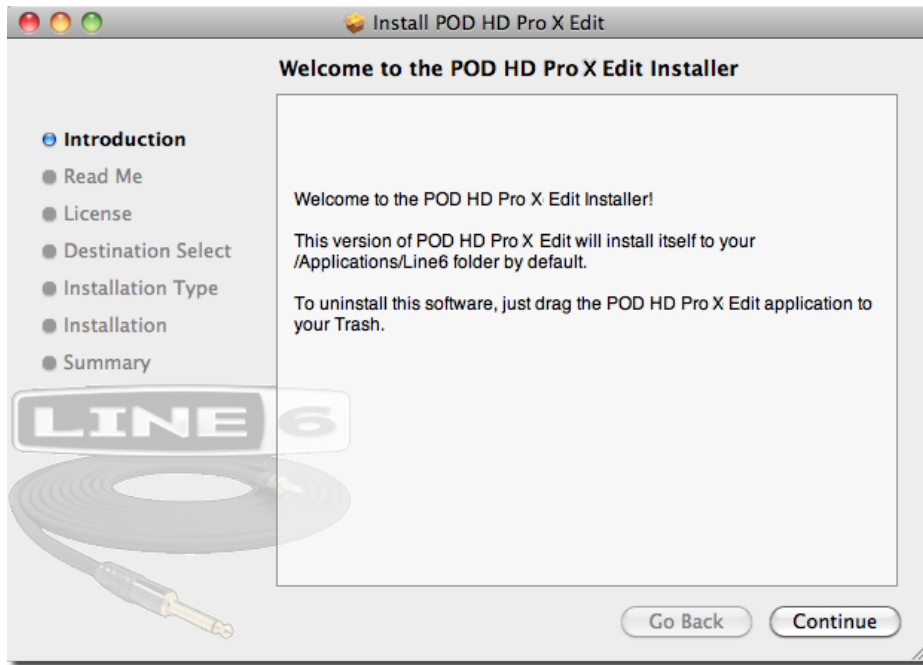 Install POD HD Pro X Edit
Welcome to the POD HD Pro X Edit Installer
Introduction
Read Me
License
Destination Select
Installation Type
Installation
Summary
LINE 6
Welcome to the POD HD Pro X Edit Installer!
This version of POD HD Pro X Edit will install itself to your
/Applications/Line6 folder by default.
To uninstall this software, just drag the POD HD Pro X Edit application to
your Trash.
Go Back
Continue